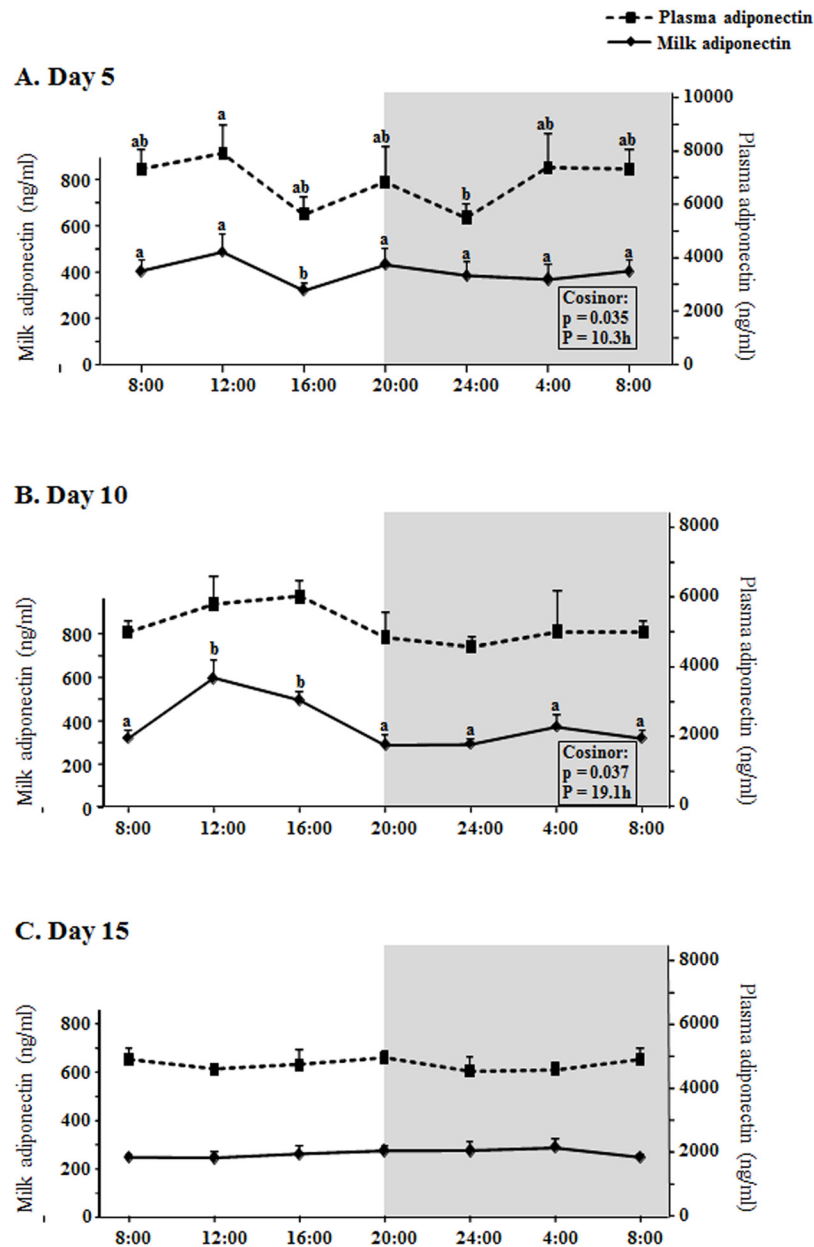 Plasma adiponectin
Milk adiponectin
A. Day 5
Milk adiponectin (ng/ml)
800
600
400
200
0
ab
a
ab
ab
b
ab
ab
a
a
b
a
a
a
a
Cosinor:
p = 0.035
P = 10.3h
10000
8000
6000
4000
2000
0
Plasma adiponectin (ng/ml)
8:00 12:00 16:00 20:00 24:00 4:00 8:00
B. Day 10
Milk adiponectin (ng/ml)
800
600
400
200
0
a
b
b
a
a
a
a
Cosinor:
p = 0.037
P = 19.1h
8000
6000
4000
2000
0
Plasma adiponectin (ng/ml)
8:00 12:00 16:00 20:00 24:00 4:00 8:00
C. Day 15
Milk adiponectin (ng/ml)
800
600
400
200
0
8000
6000
4000
2000
0
Plasma adiponectin (ng/ml)
8:00 12:00 16:00 20:00 24:00 4:00 8:00